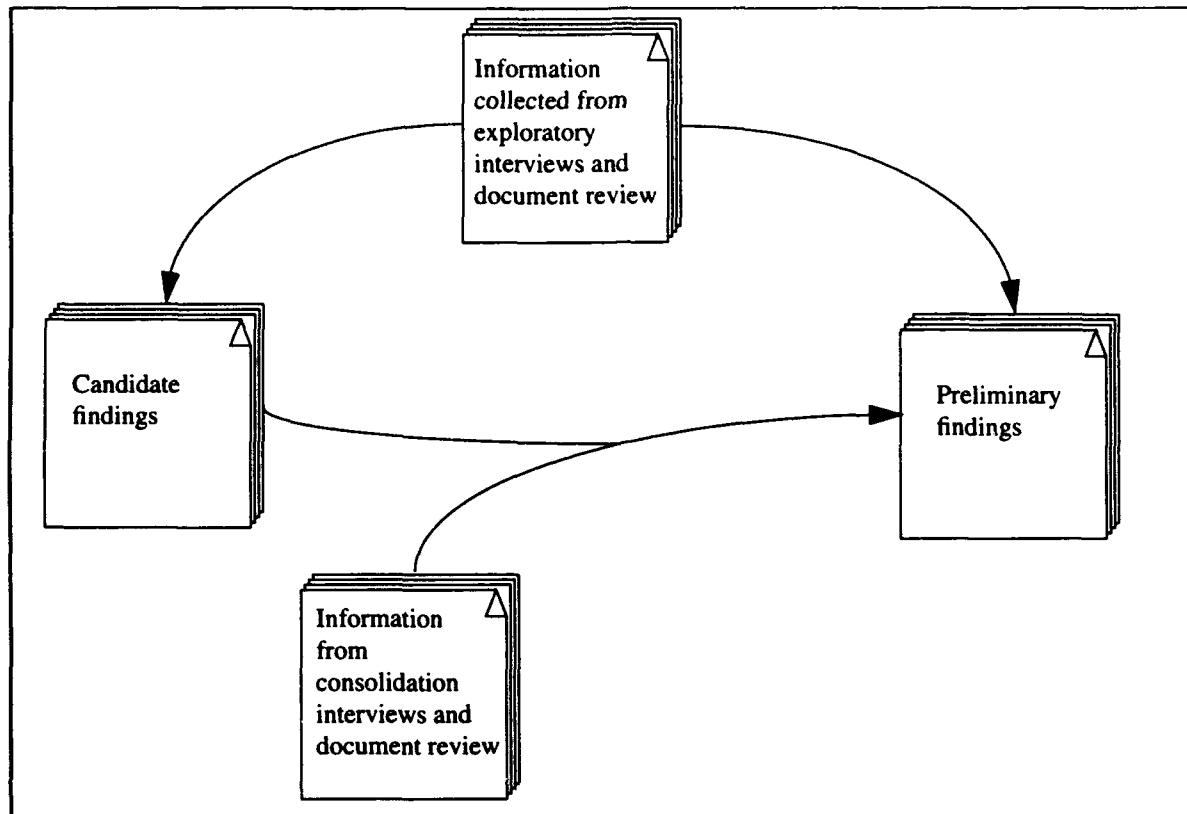 Information
collected from
exploratory
interviews and
document review
Candidate
findings
Preliminary
findings
Information
from
consolidation
interviews and
document review